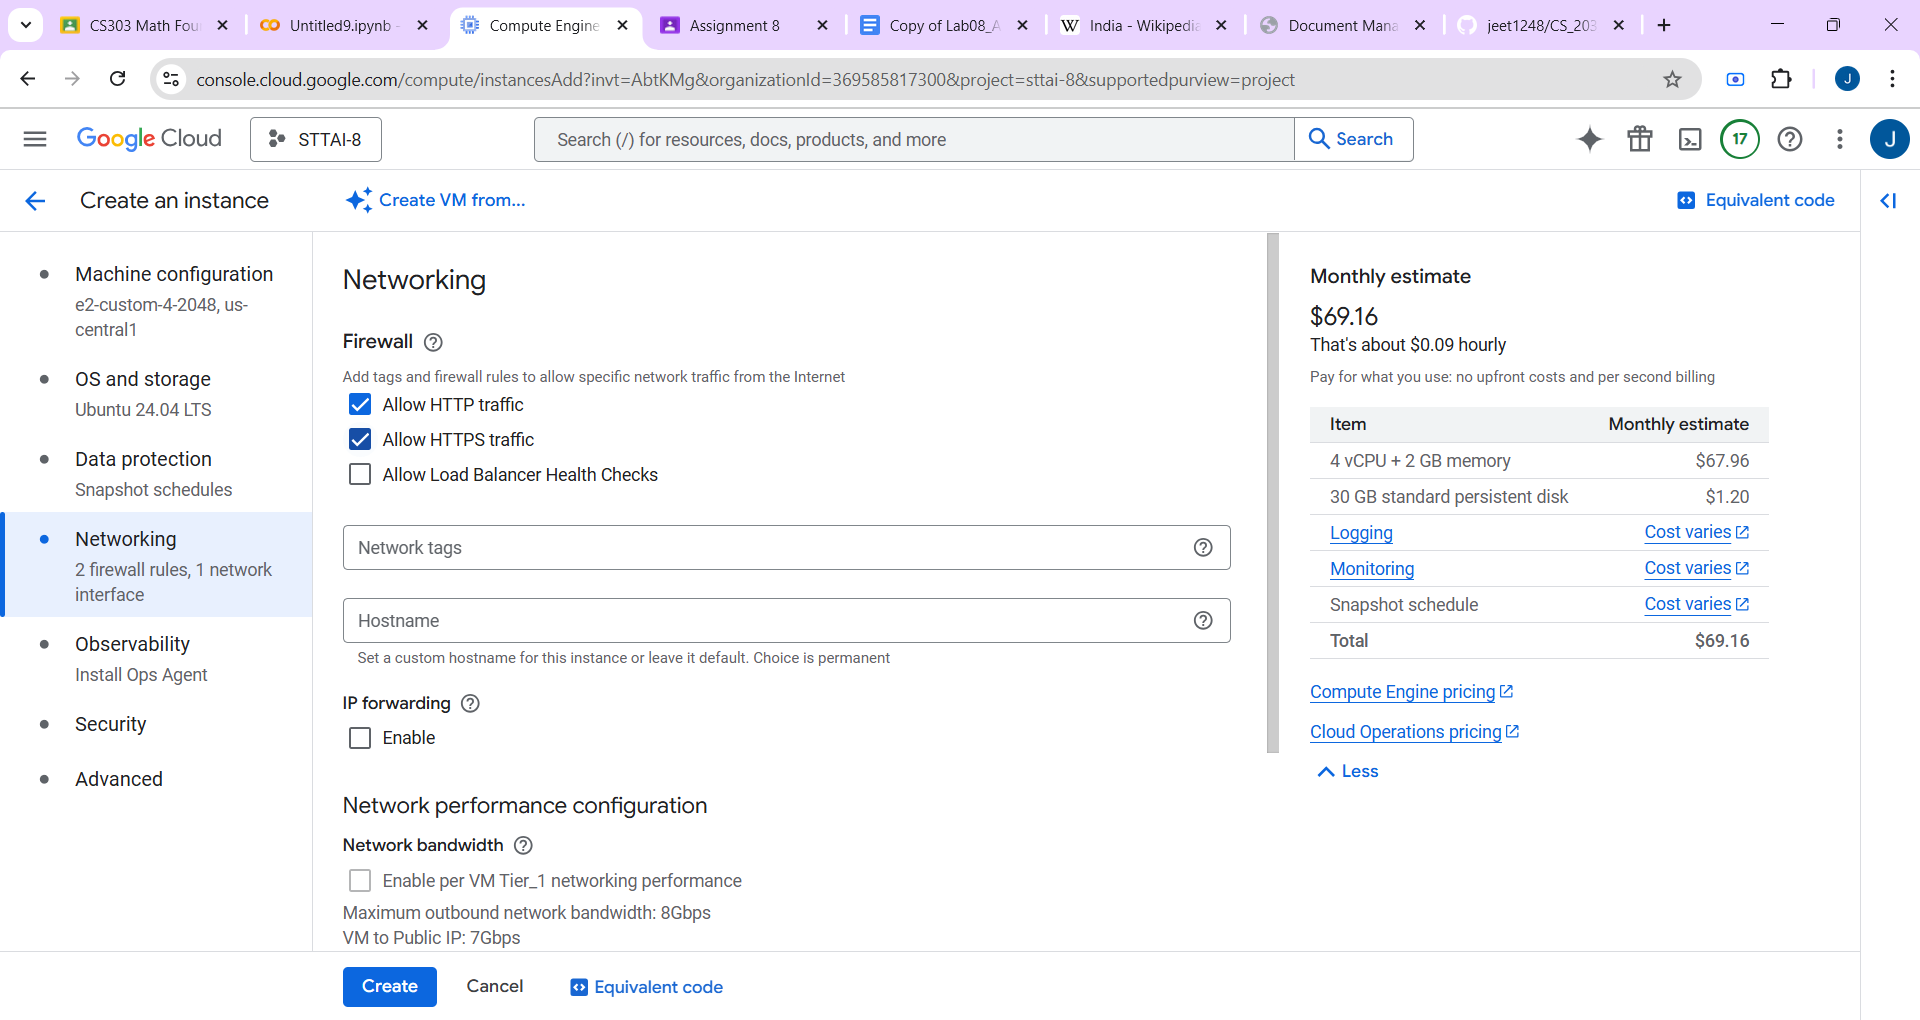 CS303 Math Fou
Untitled9.ipynb -
Compute Engine
Assignment 8
Copy of Lab08_A
India - Wikipedia
Document Mana
jeet1248/CS_203
console.cloud.google.com/compute/instancesAdd?invt=AbtKMg&organizationId=369585817300&project=sttai-8&supportedpurview=project
J
Google Cloud
STTAI-8
Search (/) for resources, docs, products, and more
Search
17
J
Create an instance
Create VM from...
Equivalent code
Machine configuration
e2-custom-4-2048, us-
central1
OS and storage
Ubuntu 24.04 LTS
Data protection
Snapshot schedules
Networking
2 firewall rules, 1 network
interface
Observability
Install Ops Agent
Security
Advanced
Networking
Firewall
Add tags and firewall rules to allow specific network traffic from the Internet
Allow HTTP traffic
Allow HTTPS traffic
Allow Load Balancer Health Checks
Network tags
Hostname
Set a custom hostname for this instance or leave it default. Choice is permanent
IP forwarding
Enable
Network performance configuration
Network bandwidth
Enable per VM Tier_1 networking performance
Maximum outbound network bandwidth: 8Gbps
VM to Public IP: 7Gbps
Monthly estimate
$69.16
That's about $0.09 hourly
Pay for what you use: no upfront costs and per second billing
Item Monthly estimate
4 vCPU + 2 GB memory $67.96
30 GB standard persistent disk $1.20
Logging Cost varies
Monitoring Cost varies
Snapshot schedule Cost varies
Total $69.16
Compute Engine pricing
Cloud Operations pricing
Less
Create
Cancel
Equivalent code